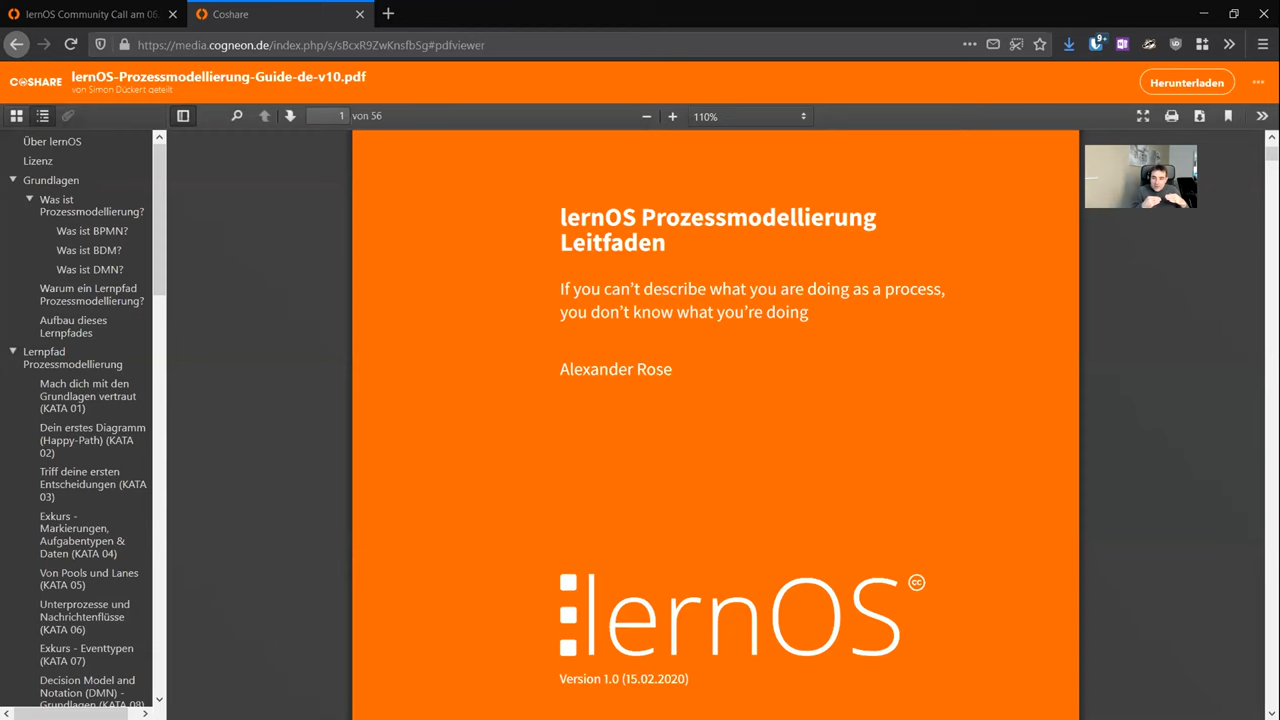 lernOS Community Call am 06.
Coshare
https://media.cogneon.de/index.php/s/sBcxR9ZwKnsfbSg#pdfviewer
9+
COSHARE
lernOS-Prozessmodellierung-Guide-de-v10.pdf
von Simon Dückert geteilt
Herunterladen
1 von 56
110%
Über lernOS
Lizenz
Grundlagen
Was ist
Prozessmodellierung?
Was ist BPMN?
Was ist BDM?
Was ist DMN?
Warum ein Lernpfad
Prozessmodellierung?
Aufbau dieses
Lernpfades
Lernpfad
Prozessmodellierung
Mach dich mit den
Grundlagen vertraut
(KATA 01)
Dein erstes Diagramm
(Happy-Path) (KATA
02)
Triff deine ersten
Entscheidungen (KATA
03)
Exkurs -
Markierungen,
Aufgabentypen &
Daten (KATA 04)
Von Pools und Lanes
(KATA 05)
Unterprozesse und
Nachrichtenflüsse
(KATA 06)
Exkurs - Eventtypen
(KATA 07)
Decision Model and
Notation (DMN) -
Grundlagen (KATA 08)
lernOS Prozessmodellierung
Leitfaden
If you can't describe what you are doing as a process,
you don't know what you're doing
Alexander Rose
lernOS
cc
Version 1.0 (15.02.2020)